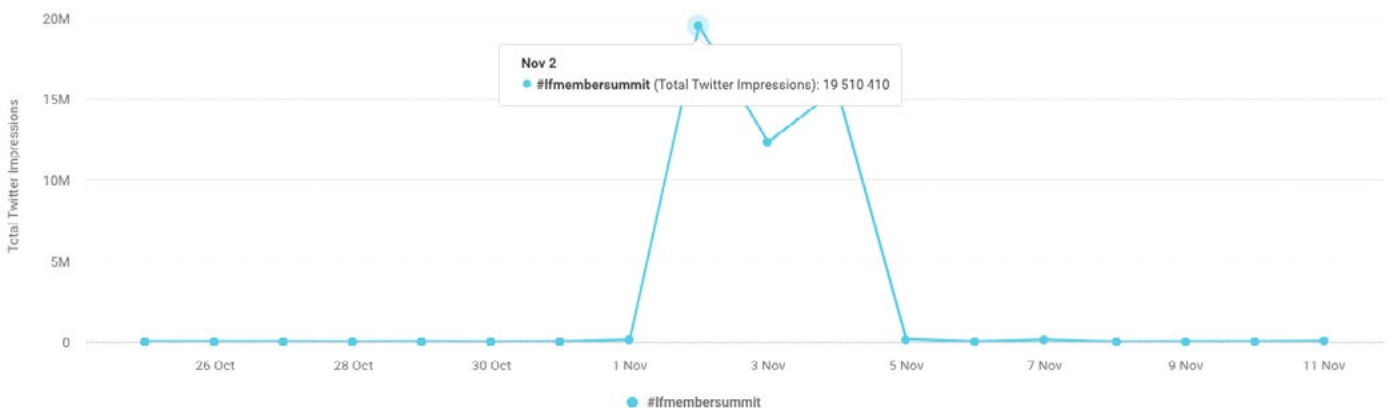 20M
Nov 2
#lfmembersummit (Total Twitter Impressions): 19 510 410
15M
Total Twitter Impressions
10M
5M
0
26 Oct 28 Oct 30 Oct 1 Nov 3 Nov 5 Nov 7 Nov 9 Nov 11 Nov
#lfmembersummit